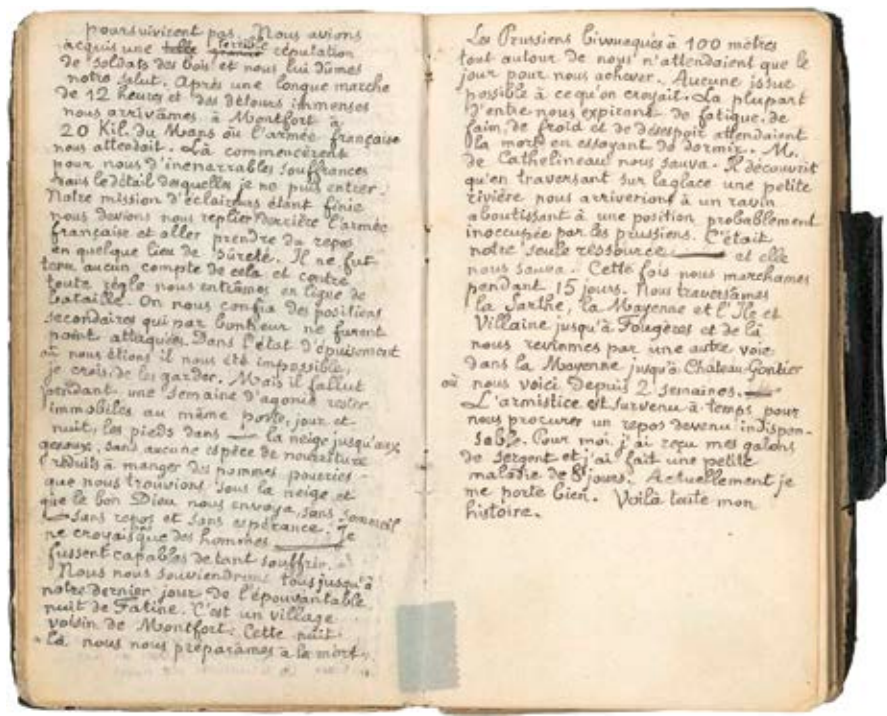 poursuivirent pas. Nous avions
acquis une telle grande terrible réputation
de soldats des bois et nous lui dûmes
notre salut. Après une longue marche
de 12 heures et des détours immenses
nous arrivâmes à Montfort à
20 Kil. du Mans où l'armée française
nous attendait. Là commencèrent
pour nous d'inénarrables souffrances
dans le détail desquelles je ne puis entrer.
Notre mission d'éclaireurs étant finie
nous devions nous replier derrière l'armée
française et aller prendre du repos
en quelque lieu de sûreté. Il ne fut
tenu aucun compte de cela et contre
toute règle nous entrâmes en ligne de
bataille. On nous confia des positions
secondaires qui par bonheur ne furent
point attaquées. Dans l'état d'épuisement
où nous étions il nous eté impossible,
je crois, de les garder. Mais il fallut
pendant une semaine d'agonie rester
immobiles au même poste, jour et
nuit, les pieds dans la neige jusqu'aux
genoux, sans aucune espèce de nourriture
(réduits à manger des pommes pourries
que nous trouvions sous la neige et
que le bon Dieu nous envoya, sans sommeil
sans repos et sans espérance. Je
ne croyais que des hommes
fussent capables de tant souffrir.
Nous nous souviendrons tous jusqu'à
notre dernier jour de l'épouvantable
nuit de Fatine. C'est un village
voisin de Montfort. Cette nuit
là nous nous préparâmes à la mort.
Les Prussiens bivouaqués à 100 mètres
tout autour de nous n'attendaient que le
jour pour nous achever. Aucune issue
possible à ce qu'on croyait. La plupart
d'entre nous expirant de fatigue, de
faim, de froid et de désespoir attendaient
la mort en essayant de dormir. M.
de Cathelineau nous sauva. Il découvrit
qu'en traversant sur la glace une petite
rivière nous arriverions à un ravin
aboutissant à une position probablement
inoccupée par les prussiens. C'était
notre seule ressource et elle
nous sauva. Cette fois nous marchames
pendant 15 jours. Nous traversâmes
la Sarthe, la Mayenne et l'Ile et
Villaine jusqu'à Fougères et de là
nous revinmes par une autre voie
dans la Mayenne jusqu'à Château-Gontier
où nous voici depuis 2 semaines.
L'armistice est survenu à temps pour
nous procurer un repos devenu indispen-
sable. Pour moi, j'ai reçu mes galons
de sergent et j'ai fait une petite
maladie de 8 jours. Actuellement je
me porte bien. Voilà toute mon
histoire.